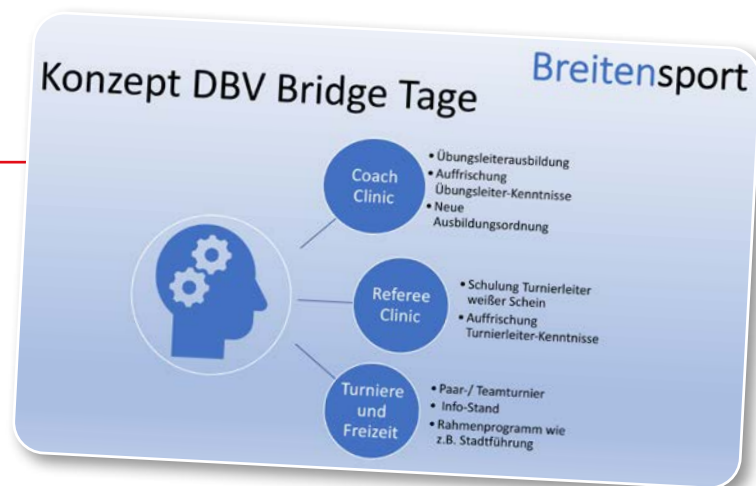 Konzept DBV Bridge Tage
Breitensport
Coach
Clinic
• Übungsleiterausbildung
• Auffrischung
Übungsleiter-Kenntnisse
• Neue
Ausbildungsordnung
Referee
Clinic
• Schulung Turnierleiter
weißer Schein
• Auffrischung
Turnierleiter-Kenntnisse
Turniere
und
Freizeit
• Paar-/ Teamturnier
• Info-Stand
• Rahmenprogramm wie
z.B. Stadtführung